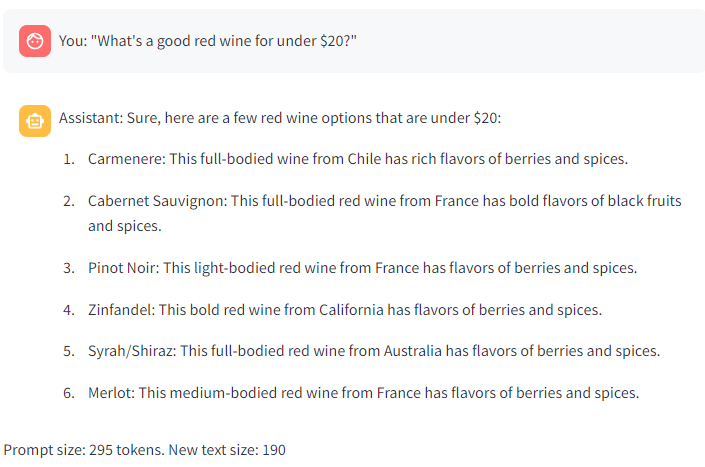 You: "What's a good red wine for under $20?"
Assistant: Sure, here are a few red wine options that are under $20:
1. Carmenere: This full-bodied wine from Chile has rich flavors of berries and spices.
2. Cabernet Sauvignon: This full-bodied red wine from France has bold flavors of black fruits
and spices.
3. Pinot Noir: This light-bodied red wine from France has flavors of berries and spices.
4. Zinfandel: This bold red wine from California has flavors of berries and spices.
5. Syrah/Shiraz: This full-bodied red wine from Australia has flavors of berries and spices.
6. Merlot: This medium-bodied red wine from France has flavors of berries and spices.
Prompt size: 295 tokens. New text size: 190